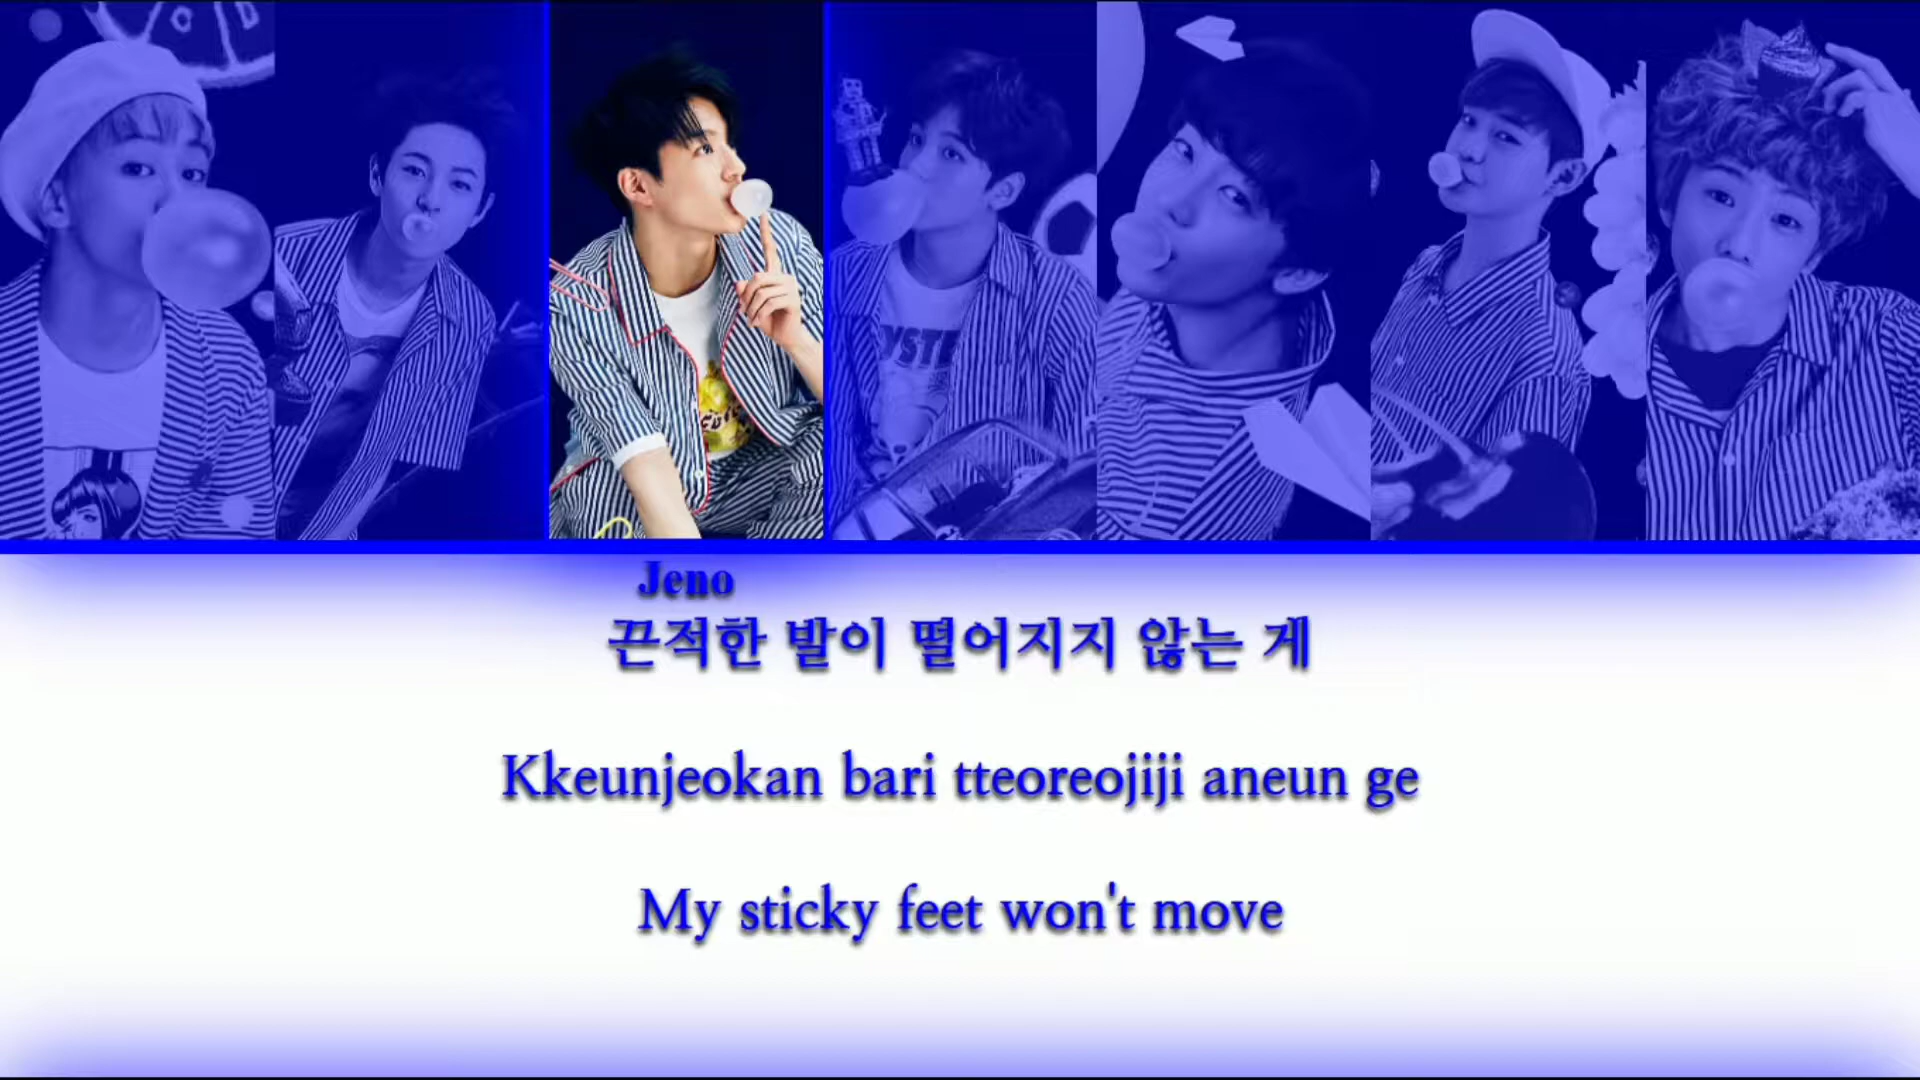 YSTE
Jeno
끈적한 발이 떨어지지 않는 게
Kkeunjeokan bari tteoreojiji aneun ge
My sticky feet won't move